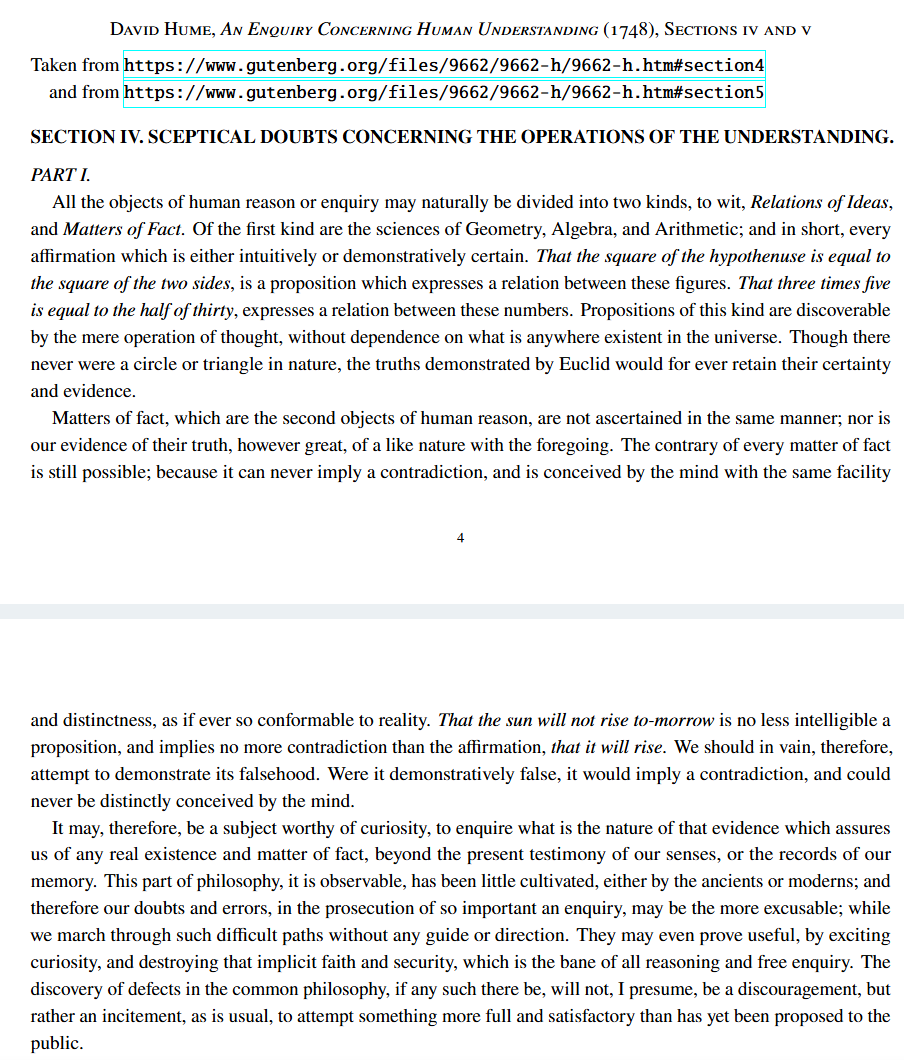 DAVID HUME, AN ENQUIRY CONCERNING HUMAN UNDERSTANDING (1748), SECTIONS IV AND V
Taken from https://www.gutenberg.org/files/9662/9662-h/9662-h.htm#section4
and from https://www.gutenberg.org/files/9662/9662-h/9662-h.htm#section5
SECTION IV. SCEPTICAL DOUBTS CONCERNING THE OPERATIONS OF THE UNDERSTANDING.
PART I.
All the objects of human reason or enquiry may naturally be divided into two kinds, to wit, Relations of Ideas,
and Matters of Fact. Of the first kind are the sciences of Geometry, Algebra, and Arithmetic; and in short, every
affirmation which is either intuitively or demonstratively certain. That the square of the hypothenuse is equal to
the square of the two sides, is a proposition which expresses a relation between these figures. That three times five
is equal to the half of thirty, expresses a relation between these numbers. Propositions of this kind are discoverable
by the mere operation of thought, without dependence on what is anywhere existent in the universe. Though there
never were a circle or triangle in nature, the truths demonstrated by Euclid would for ever retain their certainty
and evidence.
Matters of fact, which are the second objects of human reason, are not ascertained in the same manner; nor is
our evidence of their truth, however great, of a like nature with the foregoing. The contrary of every matter of fact
is still possible; because it can never imply a contradiction, and is conceived by the mind with the same facility
4
and distinctness, as if ever so conformable to reality. That the sun will not rise to-morrow is no less intelligible a
proposition, and implies no more contradiction than the affirmation, that it will rise. We should in vain, therefore,
attempt to demonstrate its falsehood. Were it demonstratively false, it would imply a contradiction, and could
never be distinctly conceived by the mind.
It may, therefore, be a subject worthy of curiosity, to enquire what is the nature of that evidence which assures
us of any real existence and matter of fact, beyond the present testimony of our senses, or the records of our
memory. This part of philosophy, it is observable, has been little cultivated, either by the ancients or moderns; and
therefore our doubts and errors, in the prosecution of so important an enquiry, may be the more excusable; while
we march through such difficult paths without any guide or direction. They may even prove useful, by exciting
curiosity, and destroying that implicit faith and security, which is the bane of all reasoning and free enquiry. The
discovery of defects in the common philosophy, if any such there be, will not, I presume, be a discouragement, but
rather an incitement, as is usual, to attempt something more full and satisfactory than has yet been proposed to the
public.